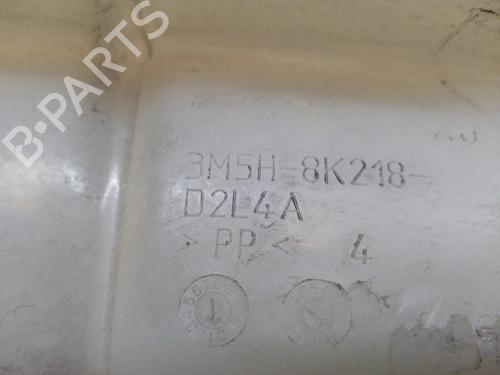 B-PARTS
3M5H-8K218-
D2L4A
>PP< 4